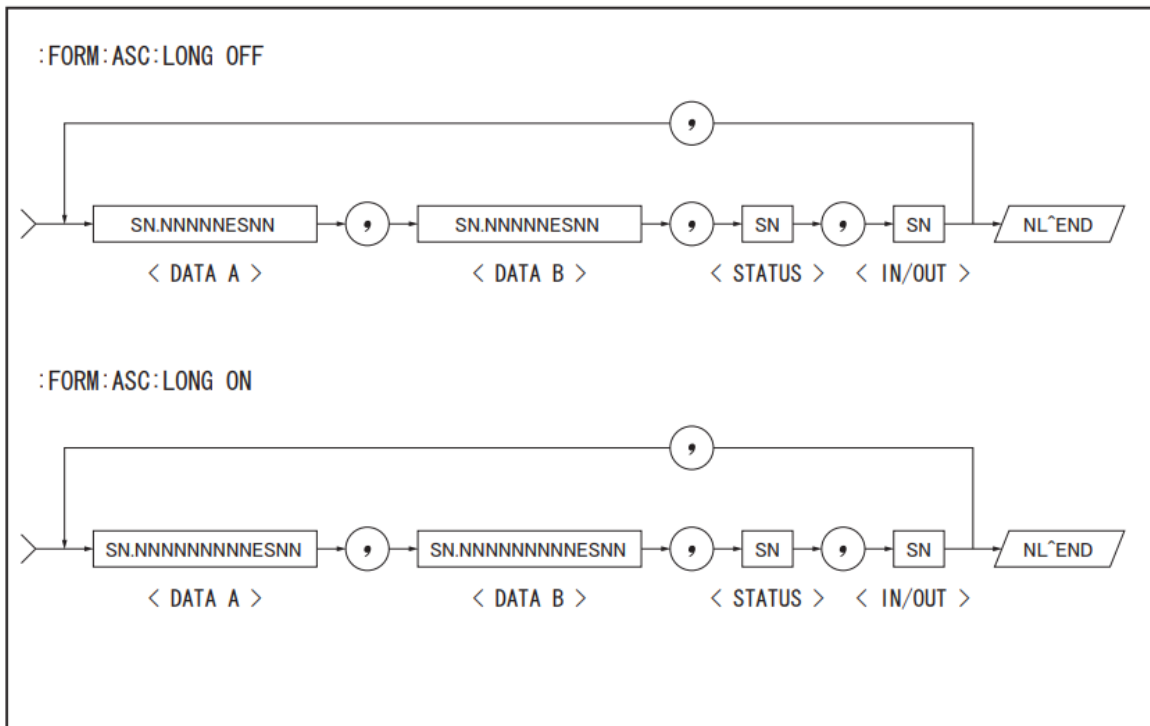 :FORM:ASC:LONG OFF
,
SN.NNNNNESNN , SN.NNNNNESNN , SN , SN NL^END
< DATA A > < DATA B > < STATUS > < IN/OUT >
:FORM:ASC:LONG ON
,
SN.NNNNNNNNNESNN , SN.NNNNNNNNNESNN , SN , SN NL^END
< DATA A > < DATA B > < STATUS > < IN/OUT >